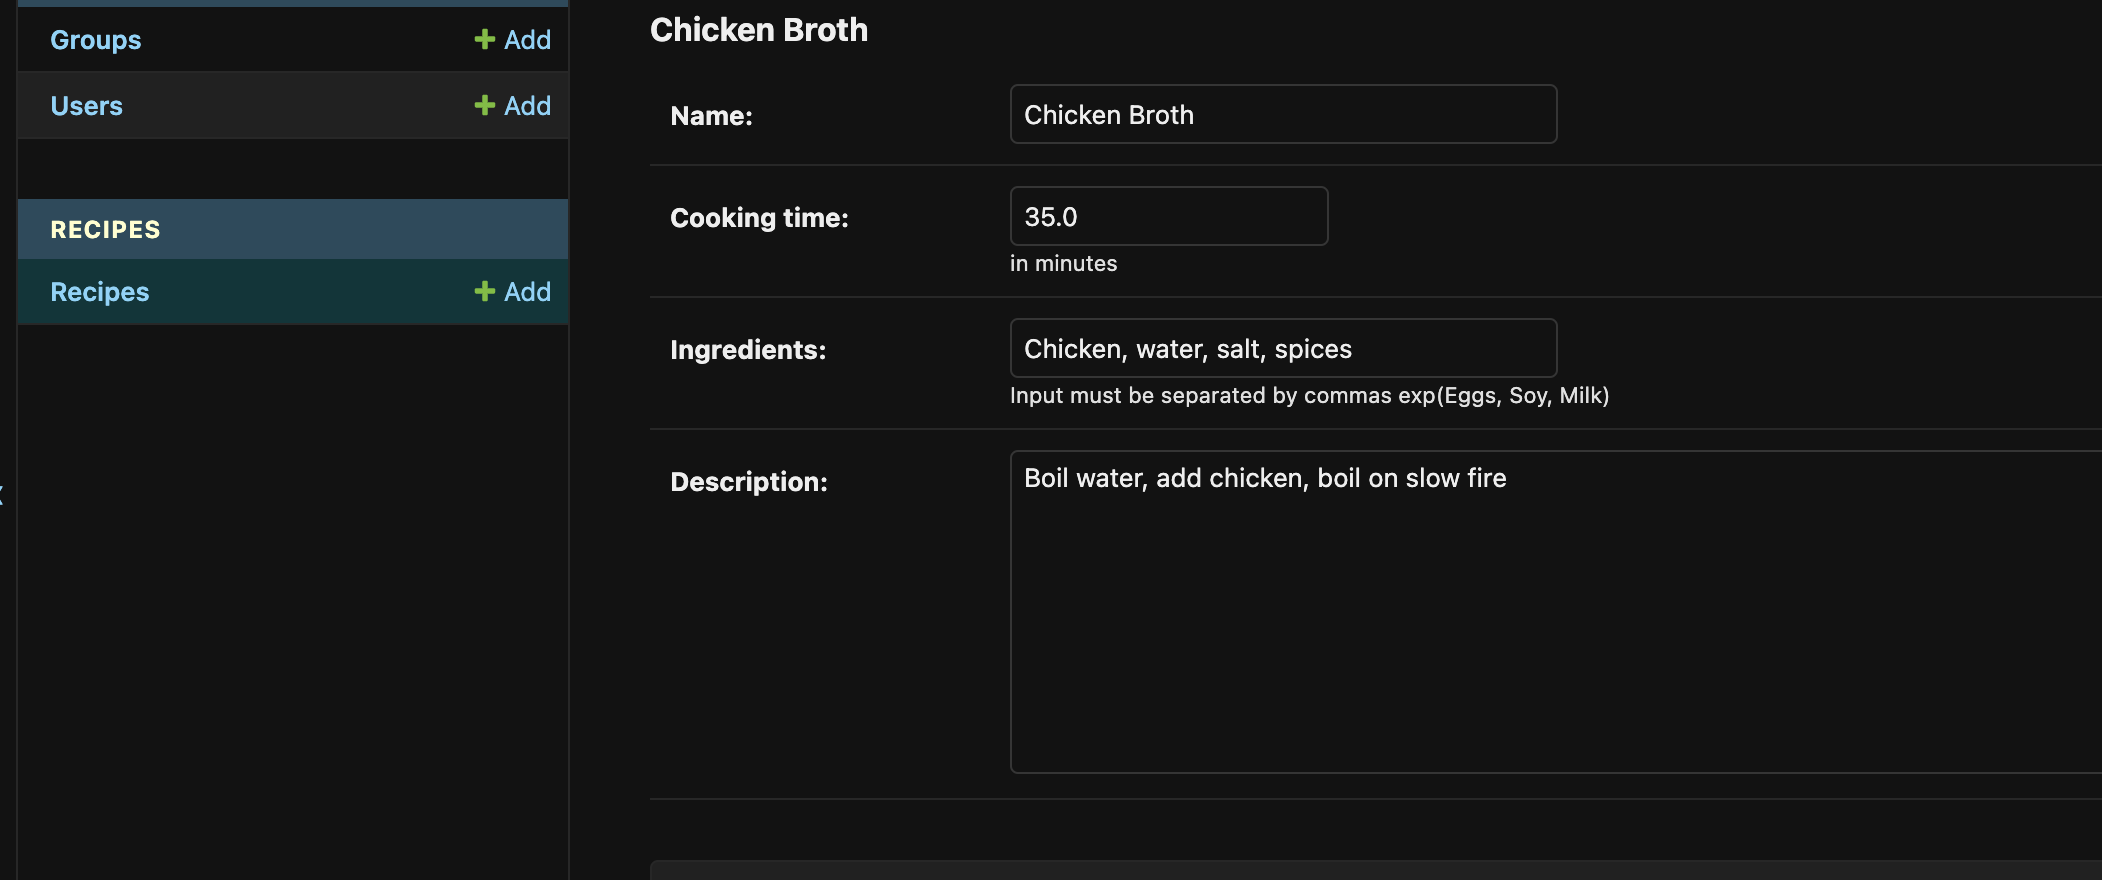 Groups + Add
Users + Add
RECIPES
Recipes + Add
Chicken Broth
Name: Chicken Broth
Cooking time: 35.0
in minutes
Ingredients: Chicken, water, salt, spices
Input must be separated by commas exp(Eggs, Soy, Milk)
Description: Boil water, add chicken, boil on slow fire